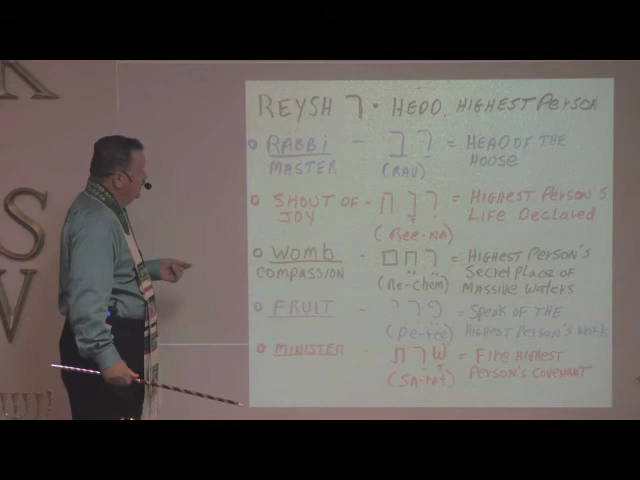 REYSH ר • HEAD, HIGHEST PERSON
RABBI – רב = HEAD OF THE
MASTER (RAV) HOUSE
SHOUT OF – רנה = HIGHEST PERSON'S
JOY LIFE DECLARED
(Ree-NA)
WOMB – רחם = HIGHEST PERSON'S
COMPASSION (Re-chem) SECRET PLACE OF
MASSIVE WATERS
FRUIT – פרי = SPEAK OF THE
(Pe-ree) HIGHEST PERSON'S WORK
MINISTER – שרת = FIRE HIGHEST
(SA-rat) PERSON'S COVENANT